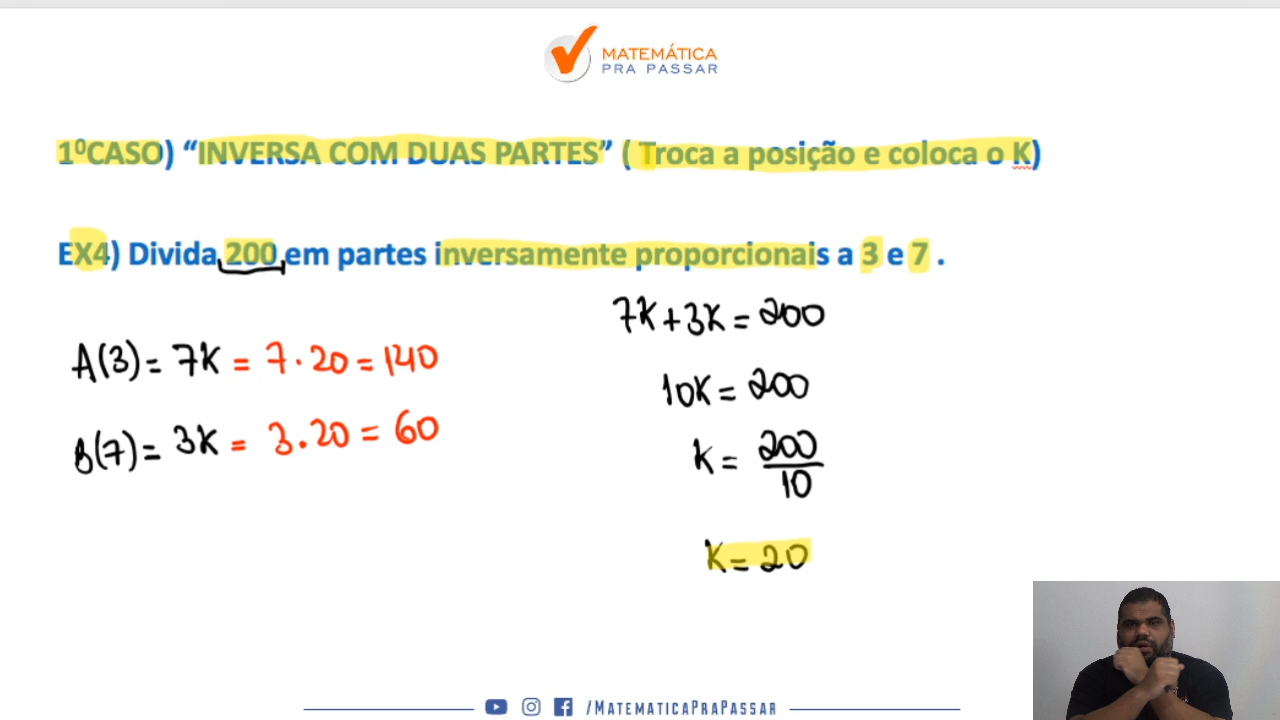 MATEMÁTICA
PRA PASSAR
1ºCASO) “INVERSA COM DUAS PARTES” ( Troca a posição e coloca o K)
EX4) Divida 200 em partes inversamente proporcionais a 3 e 7 .
7K+3K=200
A(3)=7K=7.20=140
10K=200
B(7)=3K=3.20=60
K=200/10
K=20
/MATEMATICAPRAPASSAR